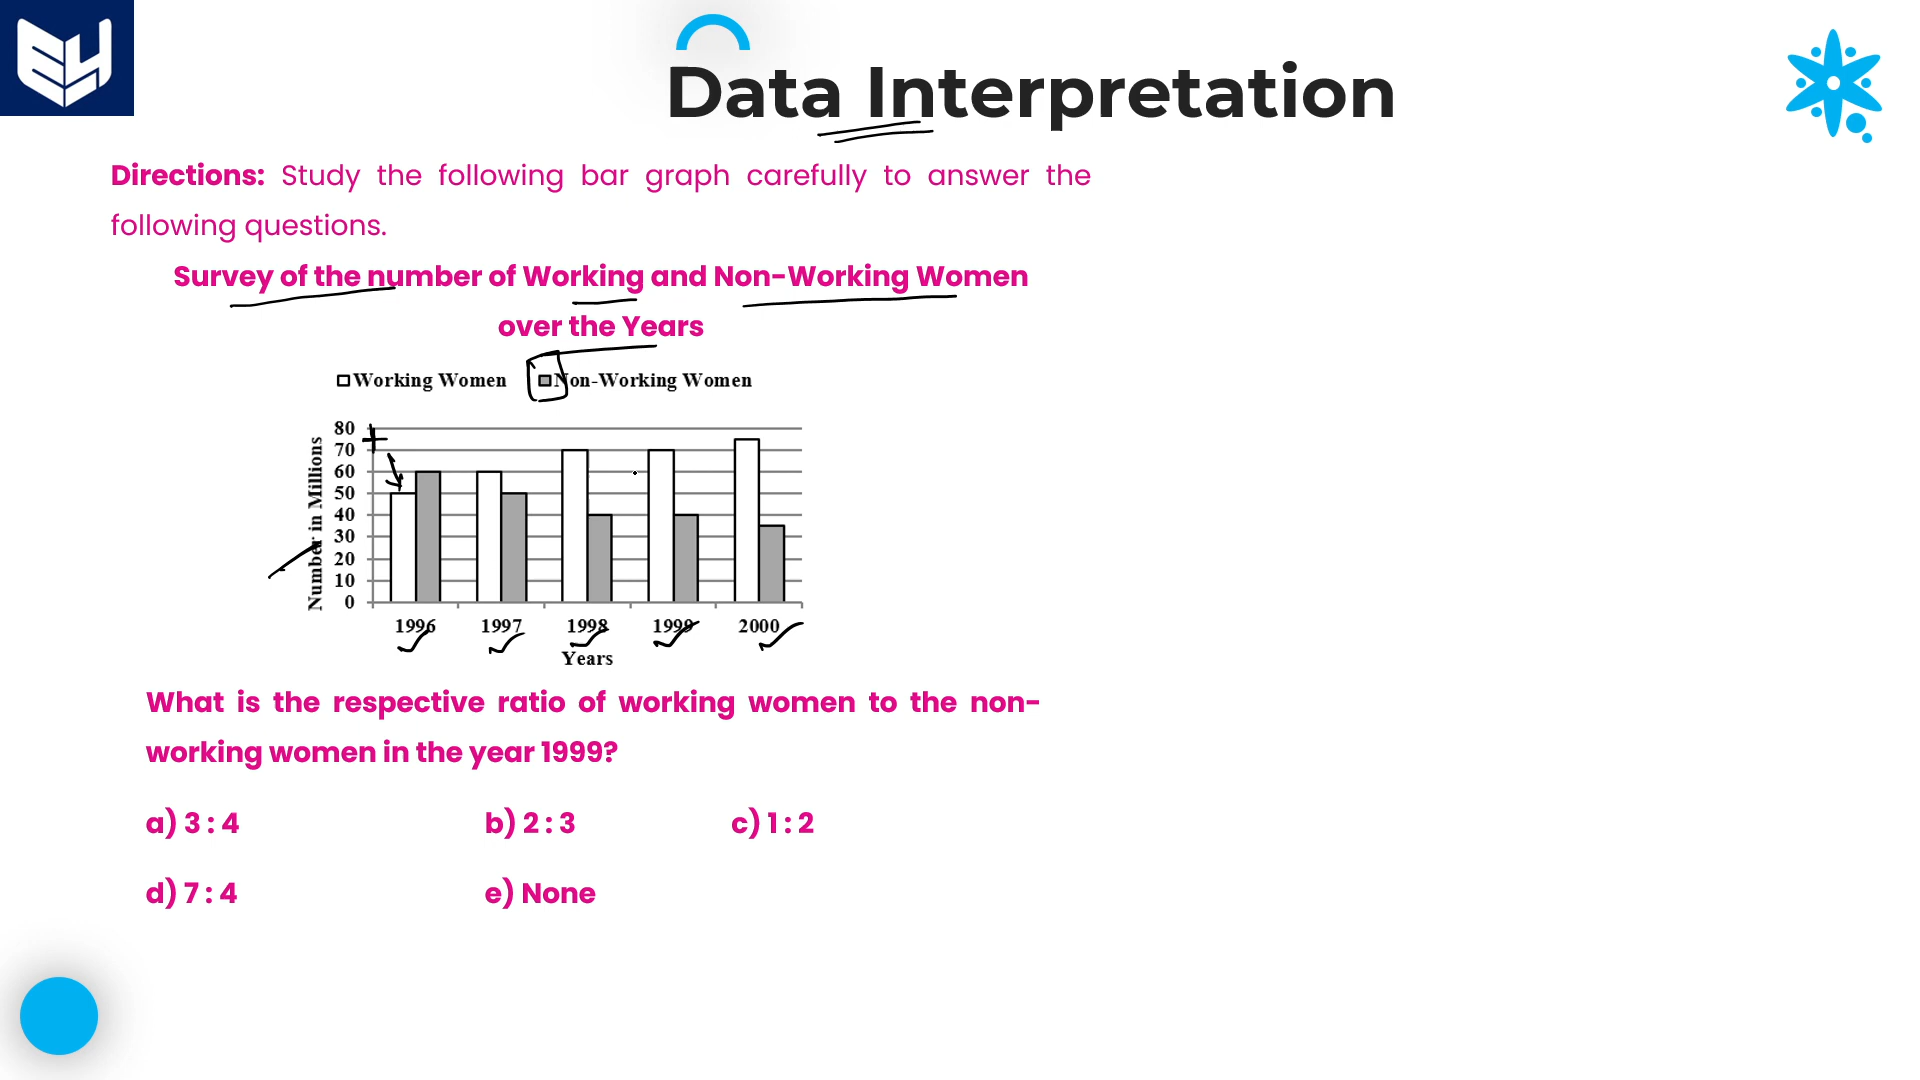 Data Interpretation
Directions: Study the following bar graph carefully to answer the
following questions.
Survey of the number of Working and Non-Working Women
over the Years
Working Women Non-Working Women
80
70
60
50
40
30
20
10
0
Number in Millions
1996 1997 1998 1999 2000
Years
What is the respective ratio of working women to the non-
working women in the year 1999?
a) 3 : 4 b) 2 : 3 c) 1 : 2
d) 7 : 4 e) None